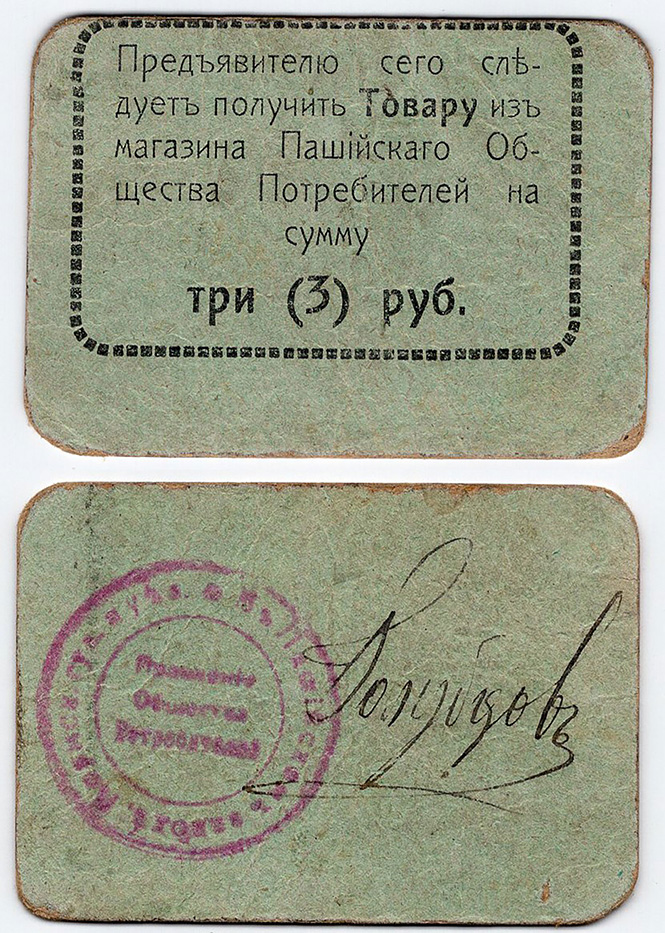 Предъявителю сего слѣ-
дуетъ получить Товару изъ
магазина Пашійскаго Об-
щества Потребителей на
сумму
три (3) руб.
Правленіе
Общества
Потребителей